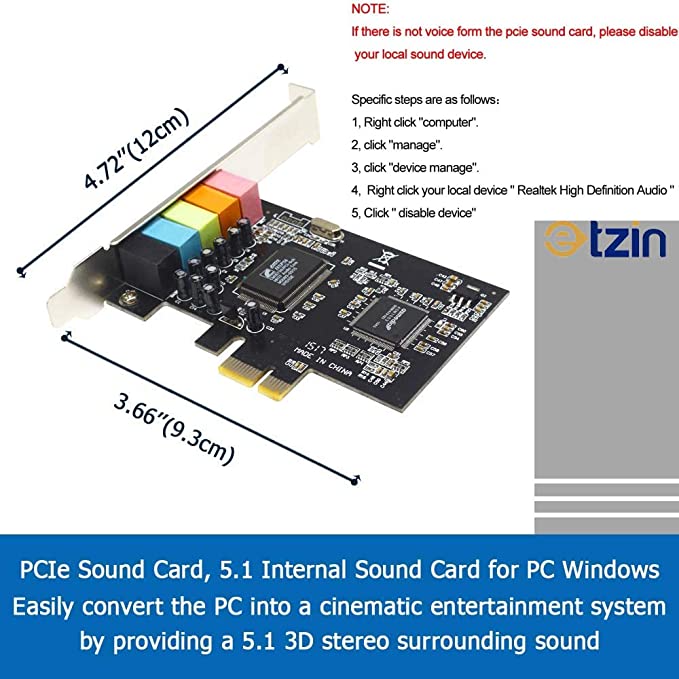 NOTE:
If there is not voice form the pcie sound card, please disable
your local sound device.
Specific steps are as follows:
1, Right click "computer".
2, click "manage".
3, click "device manage".
4, Right click your local device " Realtek High Definition Audio "
5, Click " disable device"
etzin
4.72"(12cm)
3.66"(9.3cm)
1517
MADE IN CHINA
PCIe Sound Card, 5.1 Internal Sound Card for PC Windows
Easily convert the PC into a cinematic entertainment system
by providing a 5.1 3D stereo surrounding sound